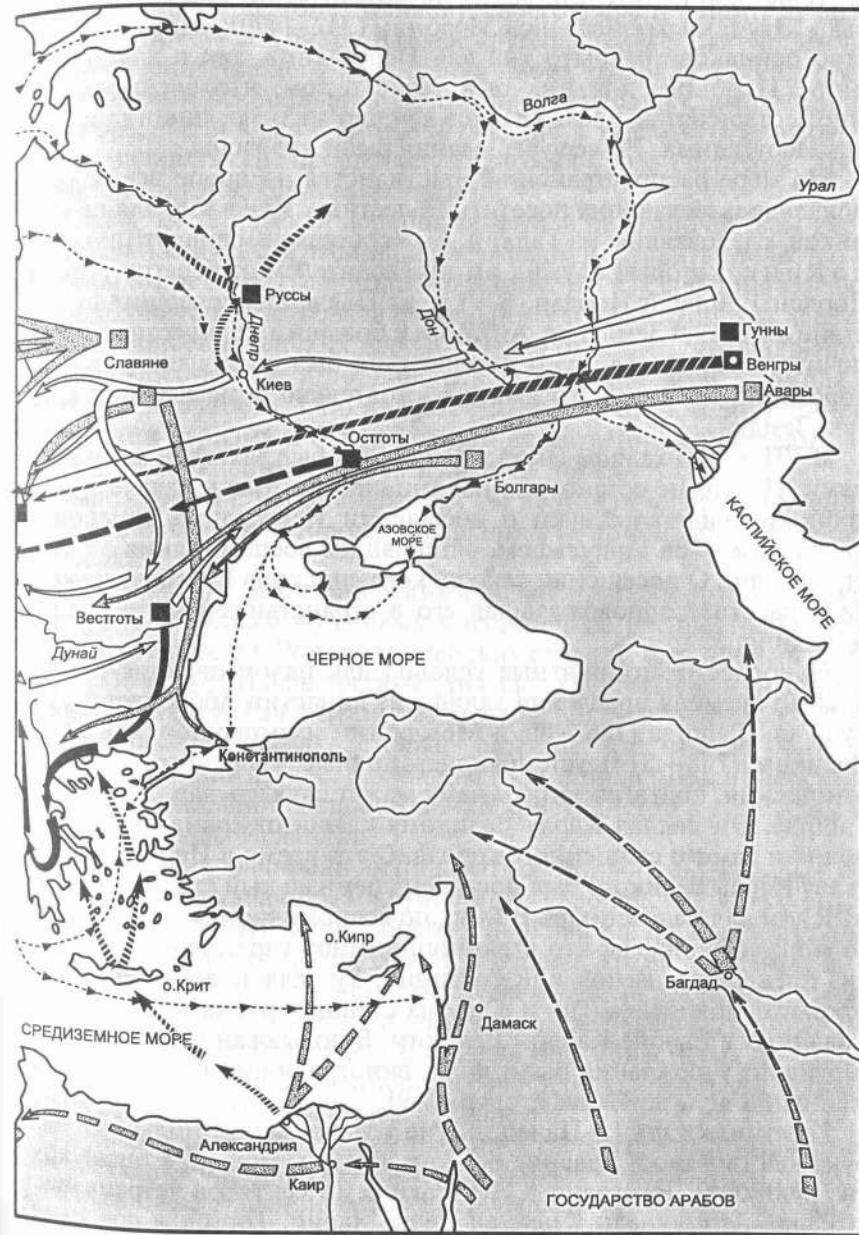 Волга
Урал
Руссы
Днепр
Дон
Гунны
Славяне
Венгры
Киев
Авары
Остготы
Болгары
АЗОВСКОЕ
МОРЕ
КАСПИЙСКОЕ МОРЕ
Вестготы
Дунай
ЧЕРНОЕ МОРЕ
Константинополь
о.Кипр
о.Крит
Багдад
Дамаск
СРЕДИЗЕМНОЕ МОРЕ
Александрия
Каир
ГОСУДАРСТВО АРАБОВ